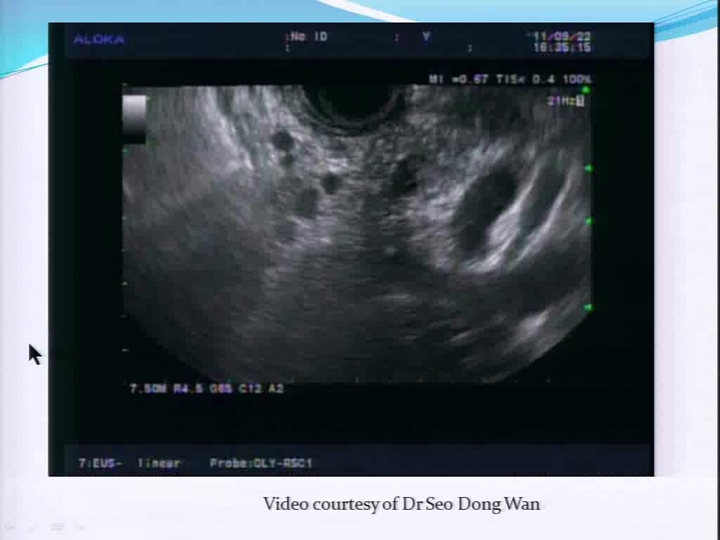 ALOKA :No ID : Y '11/09/22
: ; 16:35:15
MI =0.67 TIS< 0.4 100%
21Hz
7.50M R4.5 G65 C12 A2
7:EUS- linear Probe:OLY-RSC1
Video courtesy of Dr Seo Dong Wan